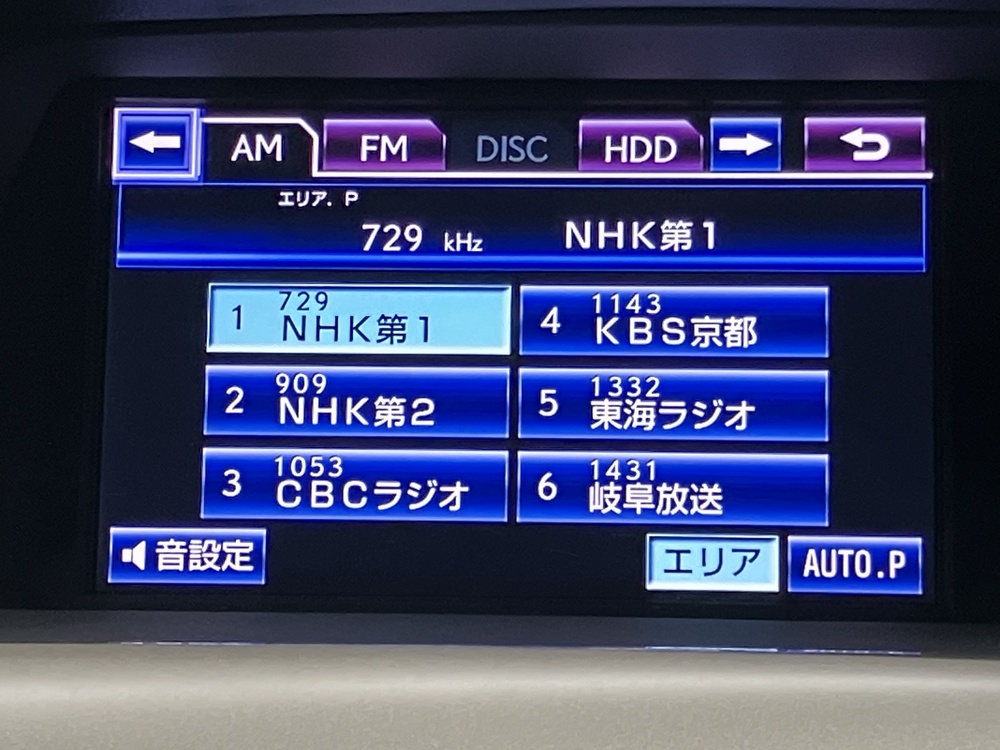 AM FM DISC HDD
エリア. P
729 kHz NHK第1
1 729 NHK第1
4 1143 KBS京都
2 909 NHK第2
5 1332 東海ラジオ
3 1053 CBCラジオ
6 1431 岐阜放送
音設定 エリア AUTO.P